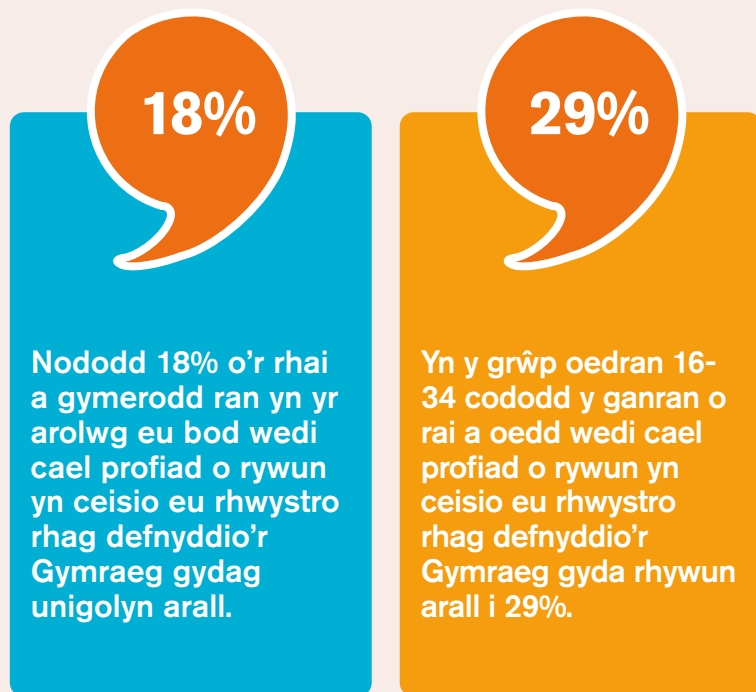 18%
Nododd 18% o'r rhai
a gymerodd ran yn yr
arolwg eu bod wedi
cael profiad o rywun
yn ceisio eu rhwystro
rhag defnyddio'r
Gymraeg gydag
unigolyn arall.
29%
Yn y grŵp oedran 16-
34 cododd y ganran o
rai a oedd wedi cael
profiad o rywun yn
ceisio eu rhwystro
rhag defnyddio'r
Gymraeg gyda rhywun
arall i 29%.